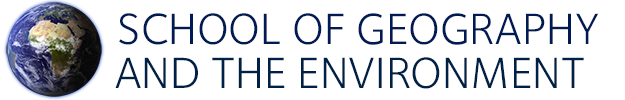 SCHOOL OF GEOGRAPHY
AND THE ENVIRONMENT